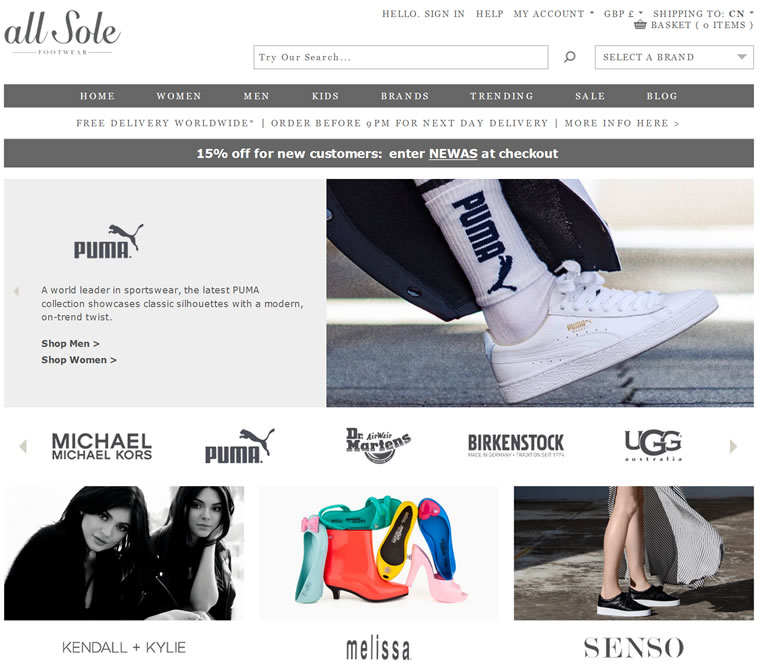 all Sole
FOOTWEAR
HELLO. SIGN IN HELP MY ACCOUNT GBP £ SHIPPING TO: CN
BASKET ( 0 ITEMS )
Try Our Search...
SELECT A BRAND
HOME WOMEN MEN KIDS BRANDS TRENDING SALE BLOG
FREE DELIVERY WORLDWIDE* | ORDER BEFORE 9PM FOR NEXT DAY DELIVERY | MORE INFO HERE >
15% off for new customers: enter NEWAS at checkout
PUMA
A world leader in sportswear, the latest PUMA
collection showcases classic silhouettes with a modern,
on-trend twist.
Shop Men >
Shop Women >
PUMA
PUMA
MICHAEL
MICHAEL KORS
PUMA
Dr. AirWair
Martens
BIRKENSTOCK
MADE IN GERMANY • TRADITION SEIT 1774
UGG
australia
KENDALL + KYLIE
melissa
SENSO